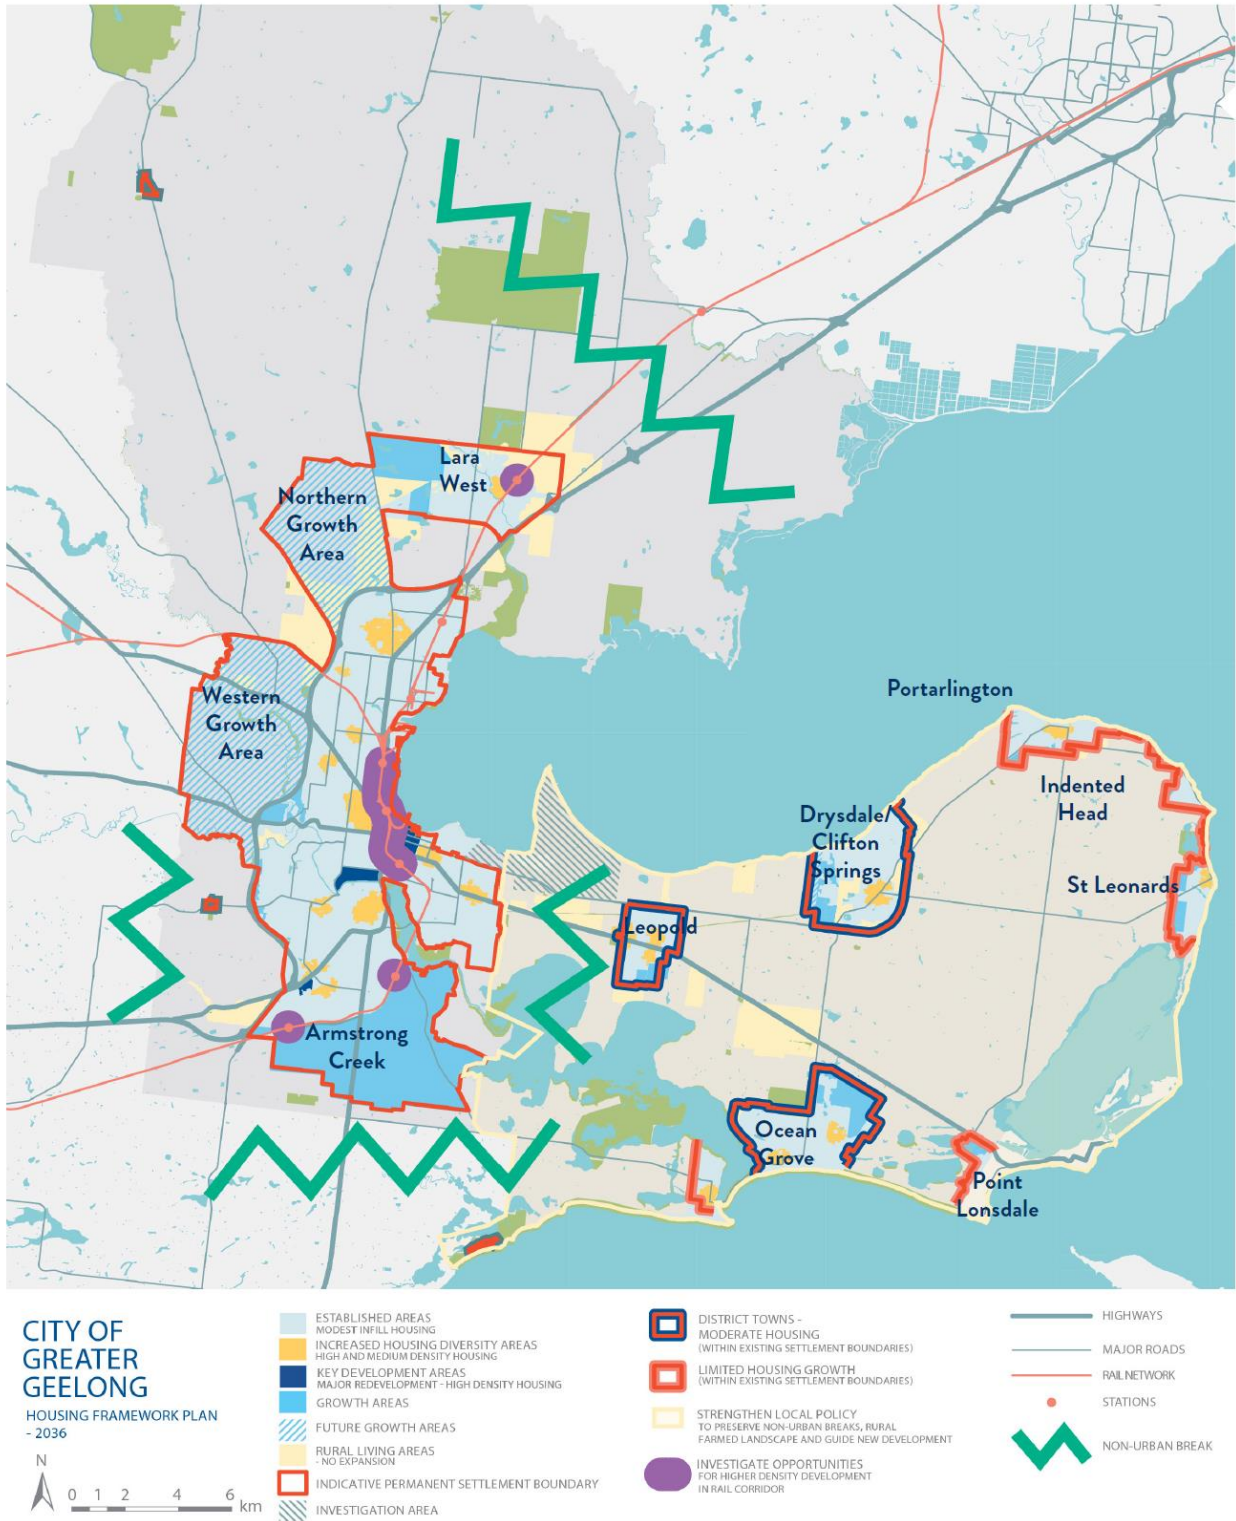 Lara
West
Northern
Growth
Area
Western
Growth
Area
Portarlington
Indented
Head
Drysdale/
Clifton
Springs
St Leonards
Leopold
Armstrong
Creek
Ocean
Grove
Point
Lonsdale
CITY OF
GREATER
GEELONG
HOUSING FRAMEWORK PLAN
- 2036
N
0 1 2 4 6 km
ESTABLISHED AREAS
MODEST INFILL HOUSING
INCREASED HOUSING DIVERSITY AREAS
HIGH AND MEDIUM DENSITY HOUSING
KEY DEVELOPMENT AREAS
MAJOR REDEVELOPMENT - HIGH DENSITY HOUSING
GROWTH AREAS
FUTURE GROWTH AREAS
RURAL LIVING AREAS
- NO EXPANSION
INDICATIVE PERMANENT SETTLEMENT BOUNDARY
INVESTIGATION AREA
DISTRICT TOWNS -
MODERATE HOUSING
(WITHIN EXISTING SETTLEMENT BOUNDARIES)
LIMITED HOUSING GROWTH
(WITHIN EXISTING SETTLEMENT BOUNDARIES)
STRENGTHEN LOCAL POLICY
TO PRESERVE NON-URBAN BREAKS, RURAL
FARMED LANDSCAPE AND GUIDE NEW DEVELOPMENT
INVESTIGATE OPPORTUNITIES
FOR HIGHER DENSITY DEVELOPMENT
IN RAIL CORRIDOR
HIGHWAYS
MAJOR ROADS
RAIL NETWORK
STATIONS
NON-URBAN BREAK